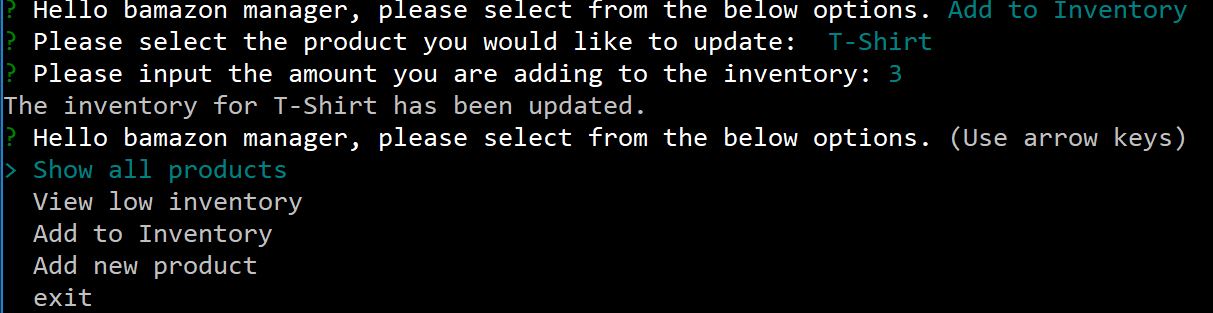 ? Hello bamazon manager, please select from the below options. Add to Inventory
? Please select the product you would like to update:  T-Shirt
? Please input the amount you are adding to the inventory: 3
The inventory for T-Shirt has been updated.
? Hello bamazon manager, please select from the below options. (Use arrow keys)
> Show all products
  View low inventory
  Add to Inventory
  Add new product
  exit